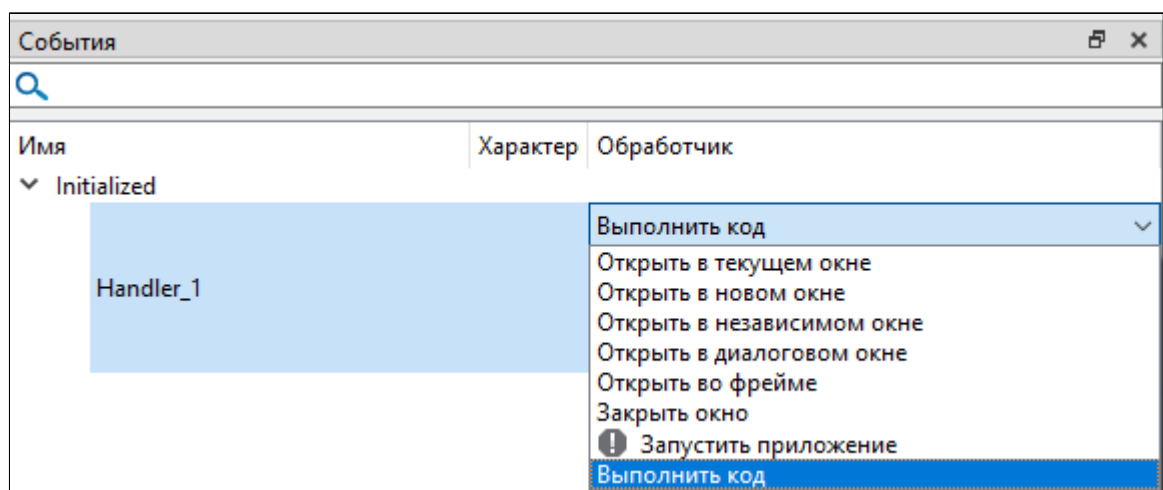 События
Имя Характер Обработчик
Initialized
Handler_1
Выполнить код
Открыть в текущем окне
Открыть в новом окне
Открыть в независимом окне
Открыть в диалоговом окне
Открыть во фрейме
Закрыть окно
Запустить приложение
Выполнить код